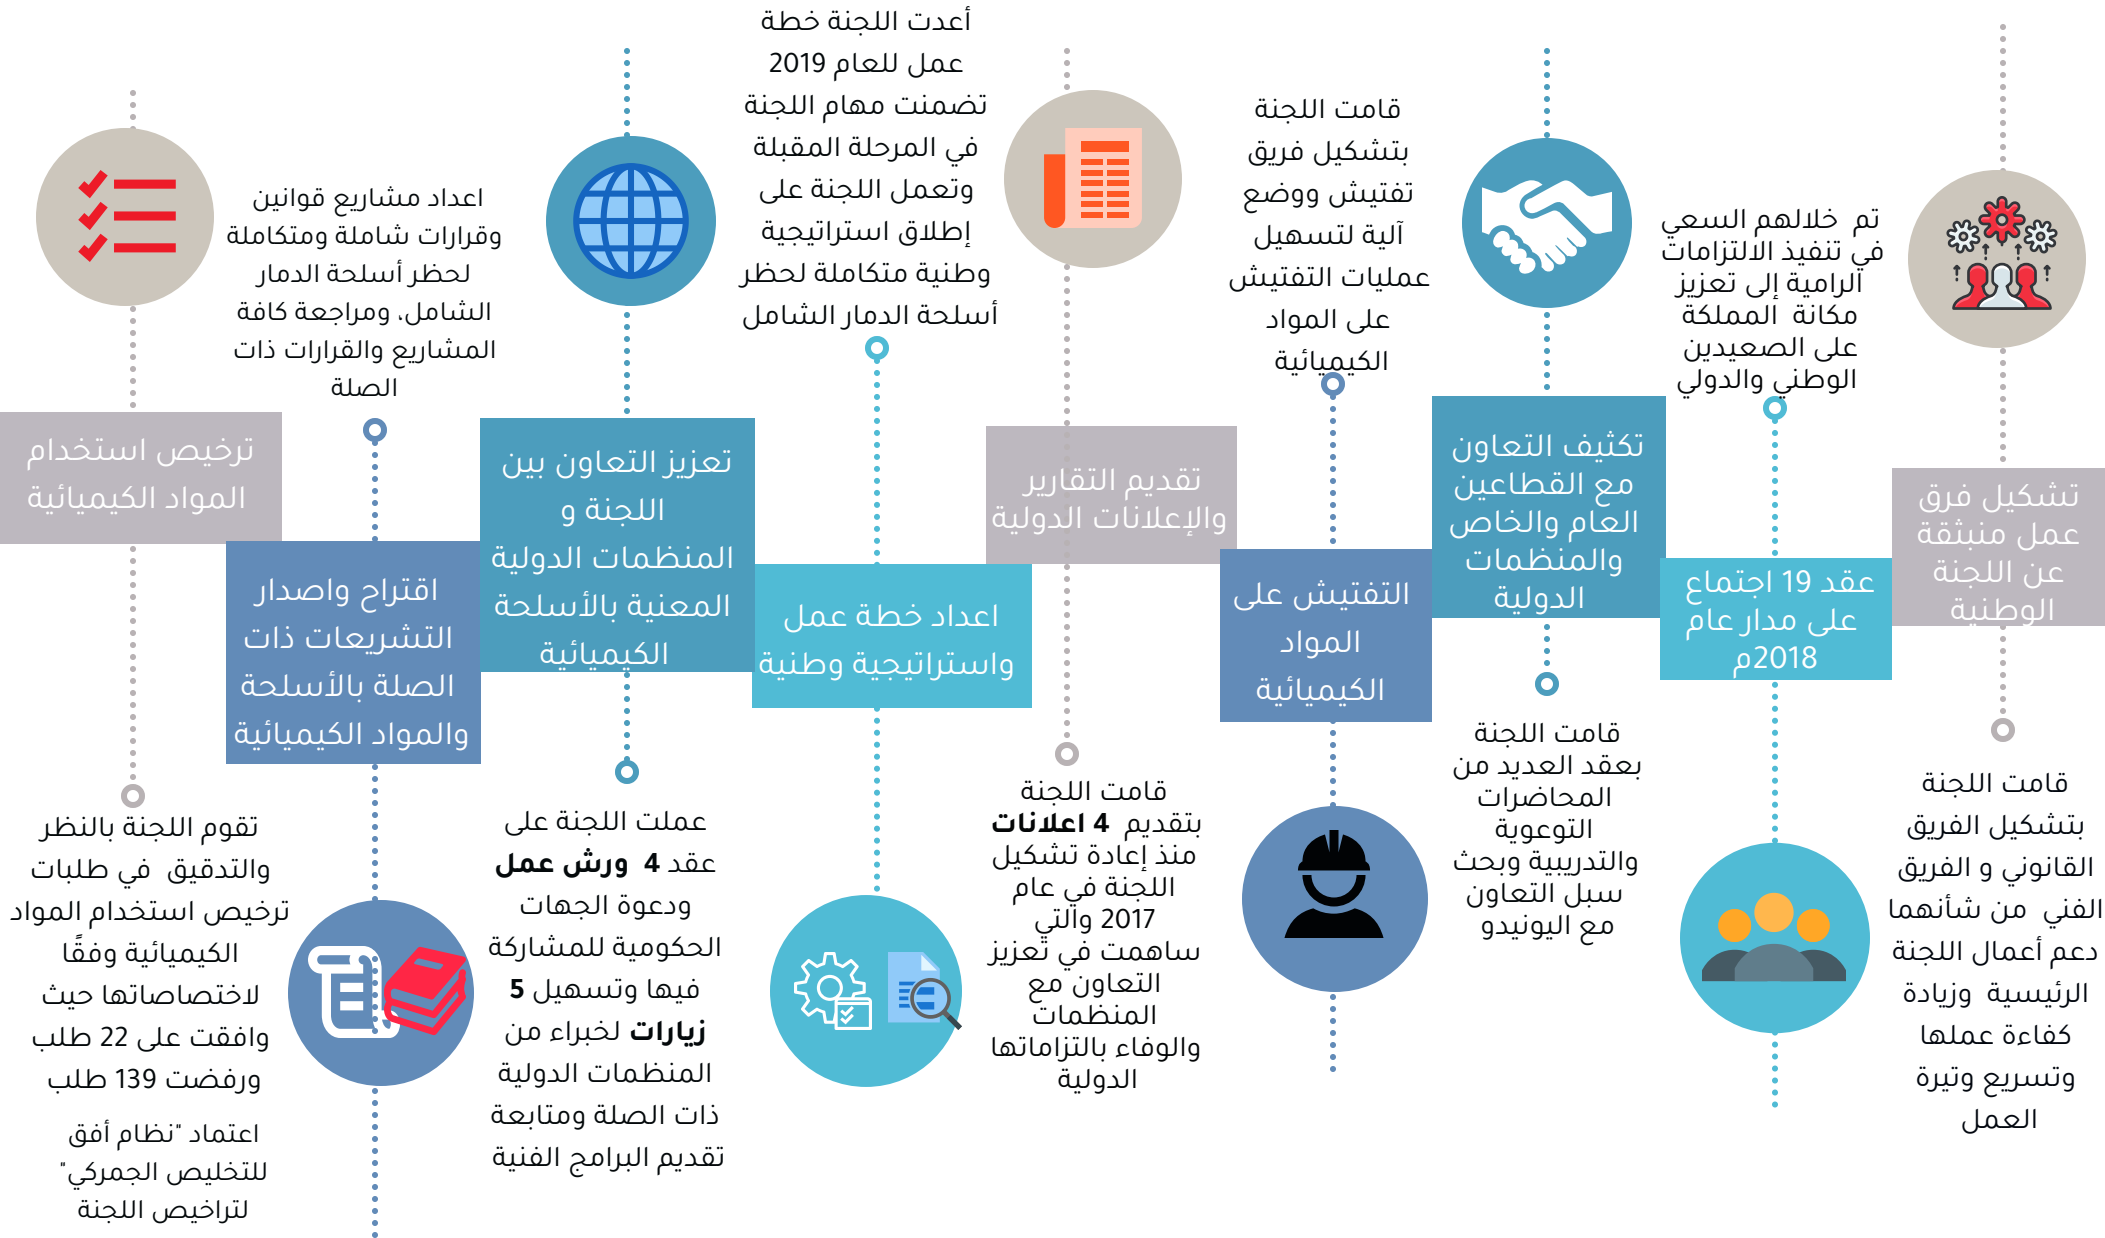 تشكيل فرق
عمل منبثقة
عن اللجنة
الوطنية
قامت اللجنة
بتشكيل الفريق
القانوني و الفريق
الفني من شأنهما
دعم أعمال اللجنة
الرئيسية وزيادة
كفاءة عملها
وتسريع وتيرة
العمل
تم خلالهم السعي
في تنفيذ الالتزامات
الرامية إلى تعزيز
مكانة المملكة
على الصعيدين
الوطني والدولي
عقد 19 اجتماع
على مدار عام
2018م
تكثيف التعاون
مع القطاعين
العام والخاص
والمنظمات
الدولية
قامت اللجنة
بعقد العديد من
المحاضرات
التوعوية
والتدريبية وبحث
سبل التعاون
مع اليونيدو
قامت اللجنة
بتشكيل فريق
تفتيش ووضع
آلية لتسهيل
عمليات التفتيش
على المواد
الكيميائية
التفتيش على
المواد
الكيميائية
تقديم التقارير
والإعلانات الدولية
قامت اللجنة
بتقديم 4 اعلانات
منذ إعادة تشكيل
اللجنة في عام
2017 والتي
ساهمت في تعزيز
التعاون مع
المنظمات
والوفاء بالتزاماتها
الدولية
أعدت اللجنة خطة
عمل للعام 2019
تضمنت مهام اللجنة
في المرحلة المقبلة
وتعمل اللجنة على
إطلاق استراتيجية
وطنية متكاملة لحظر
أسلحة الدمار الشامل
اعداد خطة عمل
واستراتيجية وطنية
تعزيز التعاون بين
اللجنة و
المنظمات الدولية
المعنية بالأسلحة
الكيميائية
عملت اللجنة على
عقد 4 ورش عمل
ودعوة الجهات
الحكومية للمشاركة
فيها وتسهيل 5
زيارات لخبراء من
المنظمات الدولية
ذات الصلة ومتابعة
تقديم البرامج الفنية
اعداد مشاريع قوانين
وقرارات شاملة ومتكاملة
لحظر أسلحة الدمار
الشامل، ومراجعة كافة
المشاريع والقرارات ذات
الصلة
اقتراح واصدار
التشريعات ذات
الصلة بالأسلحة
والمواد الكيميائية
ترخيص استخدام
المواد الكيميائية
تقوم اللجنة بالنظر
والتدقيق في طلبات
ترخيص استخدام المواد
الكيميائية وفقًا
لاختصاصاتها حيث
وافقت على 22 طلب
ورفضت 139 طلب
اعتماد "نظام أفق
للتخليص الجمركي"
لتراخيص اللجنة